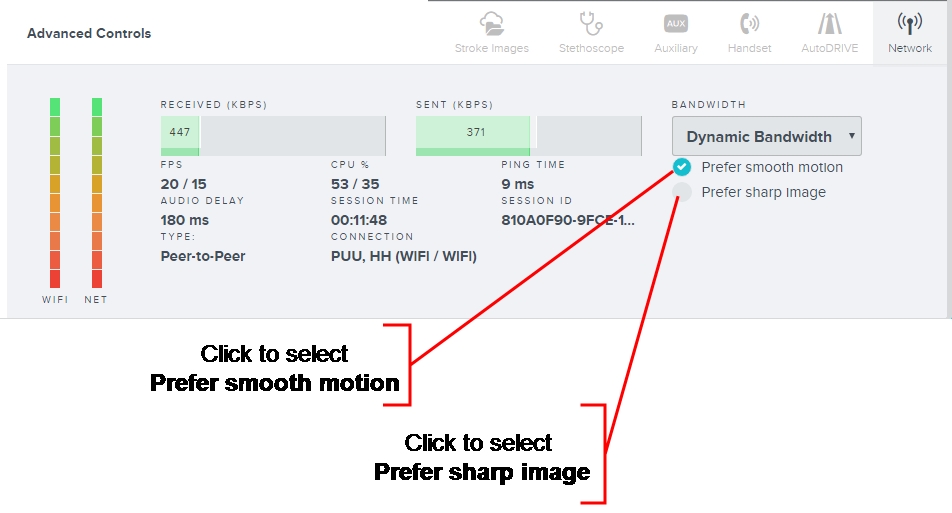 Advanced Controls
Stroke Images
Stethoscope
AUX
Auxiliary
Handset
AutoDRIVE
Network
RECEIVED (KBPS)
SENT (KBPS)
BANDWIDTH
447
371
Dynamic Bandwidth
FPS
CPU %
PING TIME
Prefer smooth motion
20 / 15
53 / 35
9 ms
Prefer sharp image
AUDIO DELAY
SESSION TIME
SESSION ID
180 ms
00:11:48
810A0F90-9FCE-1...
TYPE:
CONNECTION
Peer-to-Peer
PUU, HH (WiFi / WiFi)
WIFI
NET
Click to select
Prefer smooth motion
Click to select
Prefer sharp image